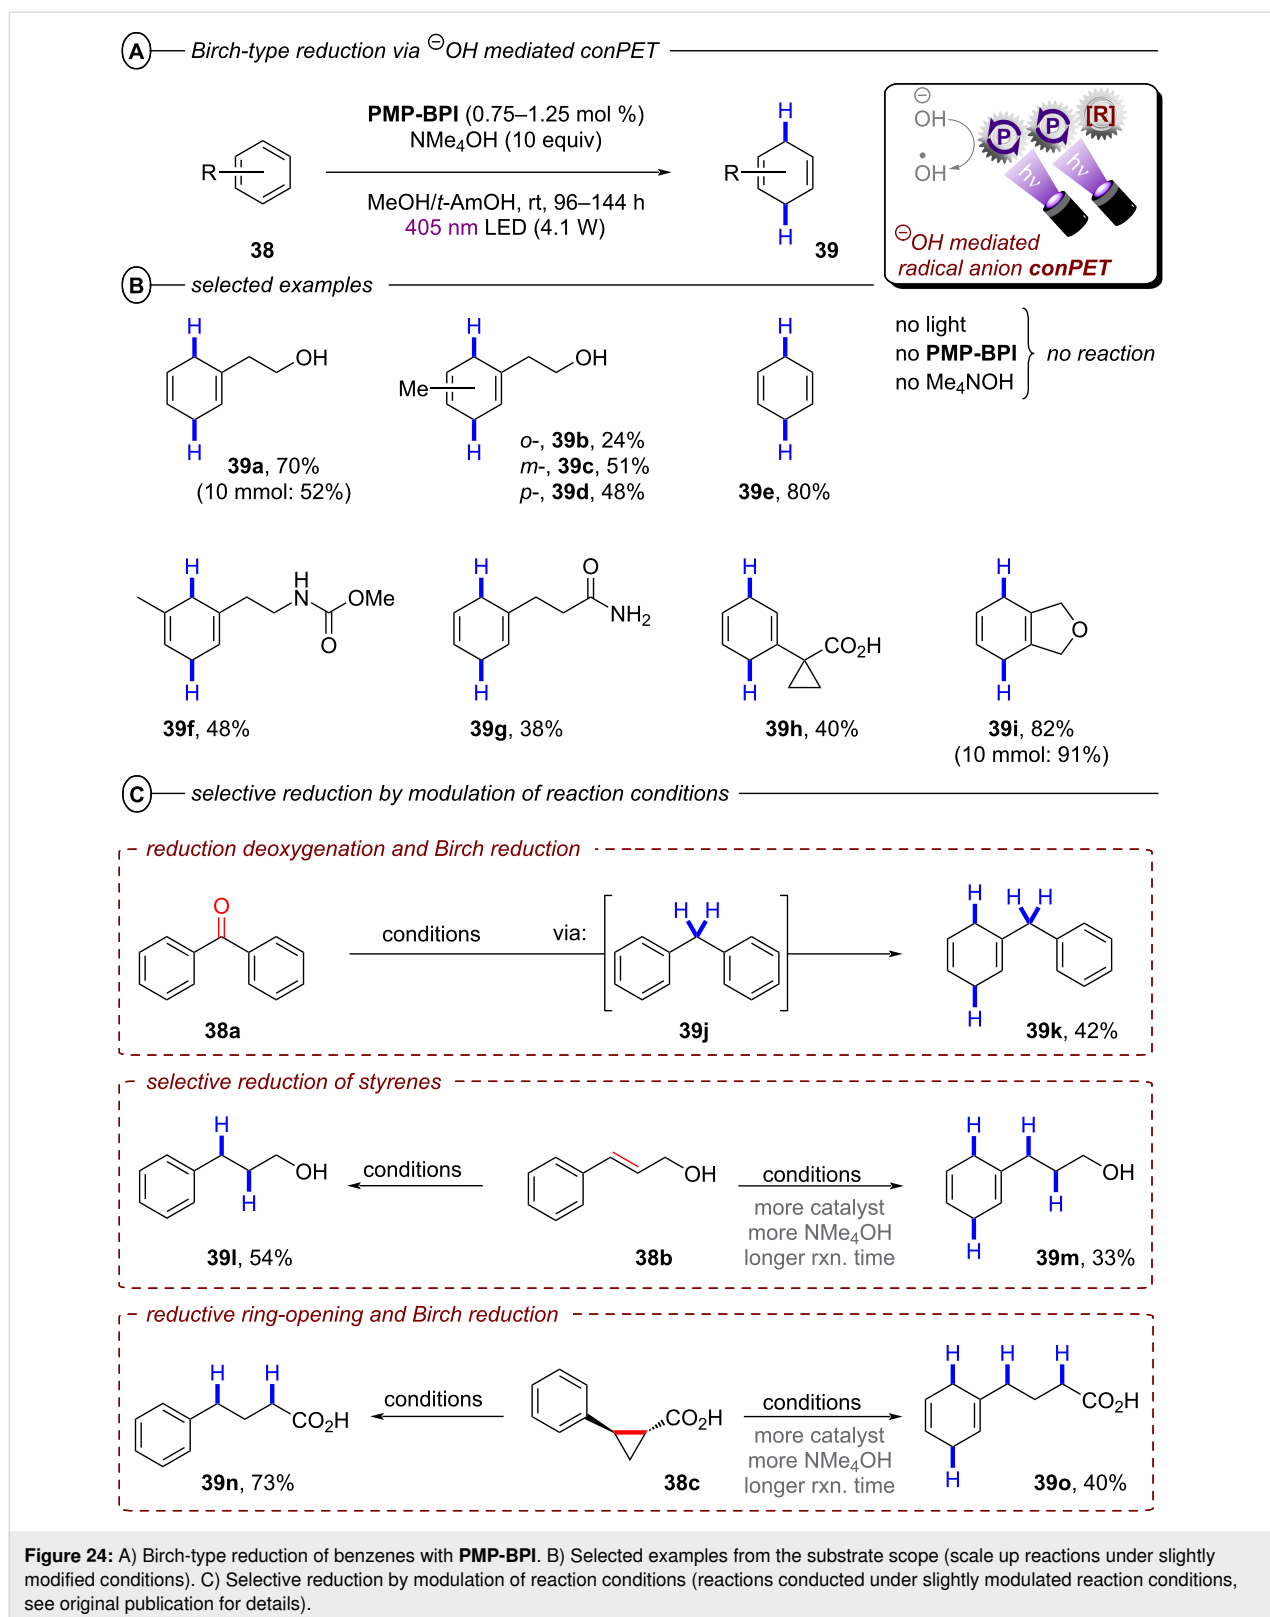 A Birch-type reduction via ⊖OH mediated conPET
PMP-BPI (0.75–1.25 mol %)
NMe4OH (10 equiv)
MeOH/t-AmOH, rt, 96–144 h
405 nm LED (4.1 W)
R
38
H
R
H
39
⊖
OH
•
OH
P
P
[R]
hν
hν
⊖OH mediated
radical anion conPET
B selected examples
no light
no PMP-BPI
no Me4NOH
no reaction
H
OH
H
39a, 70%
(10 mmol: 52%)
H
OH
Me
H
o-, 39b, 24%
m-, 39c, 51%
p-, 39d, 48%
H
H
39e, 80%
H
H
N
OMe
O
H
39f, 48%
H
O
NH2
H
39g, 38%
H
CO2H
H
39h, 40%
H
O
H
39i, 82%
(10 mmol: 91%)
C selective reduction by modulation of reaction conditions
reduction deoxygenation and Birch reduction
O
38a
conditions
via:
H H
39j
H
H H
H
39k, 42%
selective reduction of styrenes
H
OH
H
39l, 54%
conditions
OH
38b
conditions
more catalyst
more NMe4OH
longer rxn. time
H H
OH
H
H
39m, 33%
reductive ring-opening and Birch reduction
H H
CO2H
39n, 73%
conditions
CO2H
38c
conditions
more catalyst
more NMe4OH
longer rxn. time
H H H
CO2H
H
39o, 40%
Figure 24: A) Birch-type reduction of benzenes with PMP-BPI. B) Selected examples from the substrate scope (scale up reactions under slightly
modified conditions). C) Selective reduction by modulation of reaction conditions (reactions conducted under slightly modulated reaction conditions,
see original publication for details).